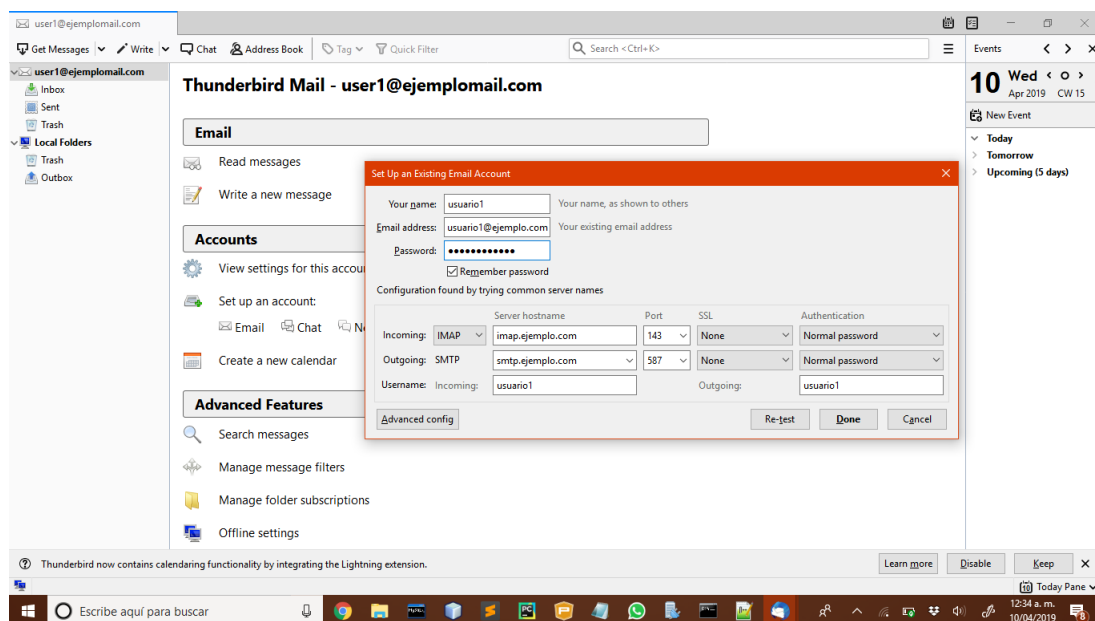 user1@ejemplomail.com
Get Messages Write Chat Address Book Tag Quick Filter Search <Ctrl+K> Events
user1@ejemplomail.com
Inbox
Sent
Trash
Local Folders
Trash
Outbox
Thunderbird Mail - user1@ejemplomail.com
Email
Read messages
Write a new message
Accounts
View settings for this accou
Set up an account:
Email Chat N
Create a new calendar
Advanced Features
Search messages
Manage message filters
Manage folder subscriptions
Offline settings
Set Up an Existing Email Account
Your name: usuario1 Your name, as shown to others
Email address: usuario1@ejemplo.com Your existing email address
Password: ••••••••••••
Remember password
Configuration found by trying common server names
Server hostname Port SSL Authentication
Incoming: IMAP imap.ejemplo.com 143 None Normal password
Outgoing: SMTP smtp.ejemplo.com 587 None Normal password
Username: Incoming: usuario1 Outgoing: usuario1
Advanced config Re-test Done Cancel
10 Wed
Apr 2019 CW 15
New Event
Today
Tomorrow
Upcoming (5 days)
Thunderbird now contains calendaring functionality by integrating the Lightning extension. Learn more Disable Keep
10 Today Pane
Escribe aquí para buscar
12:34 a. m.
10/04/2019
8